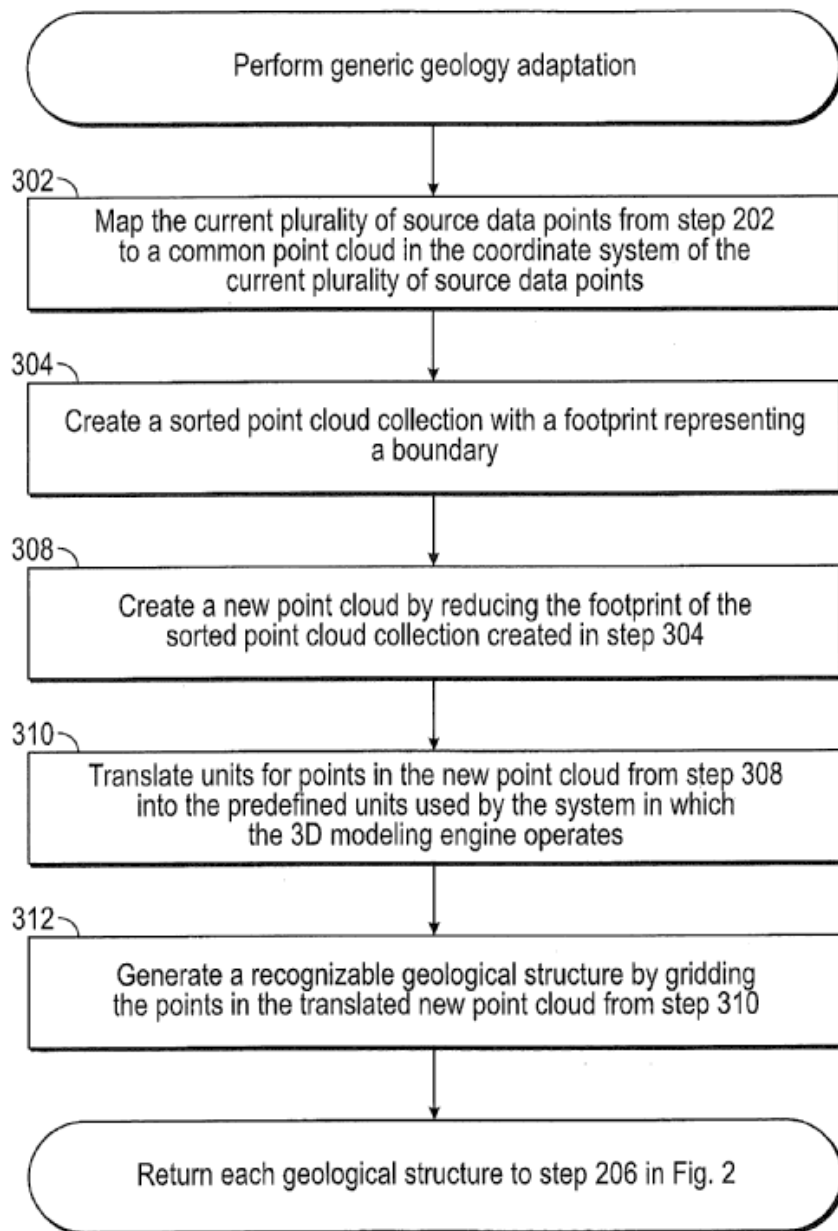 Perform generic geology adaptation
302
Map the current plurality of source data points from step 202
to a common point cloud in the coordinate system of the
current plurality of source data points
304
Create a sorted point cloud collection with a footprint representing
a boundary
308
Create a new point cloud by reducing the footprint of the
sorted point cloud collection created in step 304
310
Translate units for points in the new point cloud from step 308
into the predefined units used by the system in which
the 3D modeling engine operates
312
Generate a recognizable geological structure by gridding
the points in the translated new point cloud from step 310
Return each geological structure to step 206 in Fig. 2